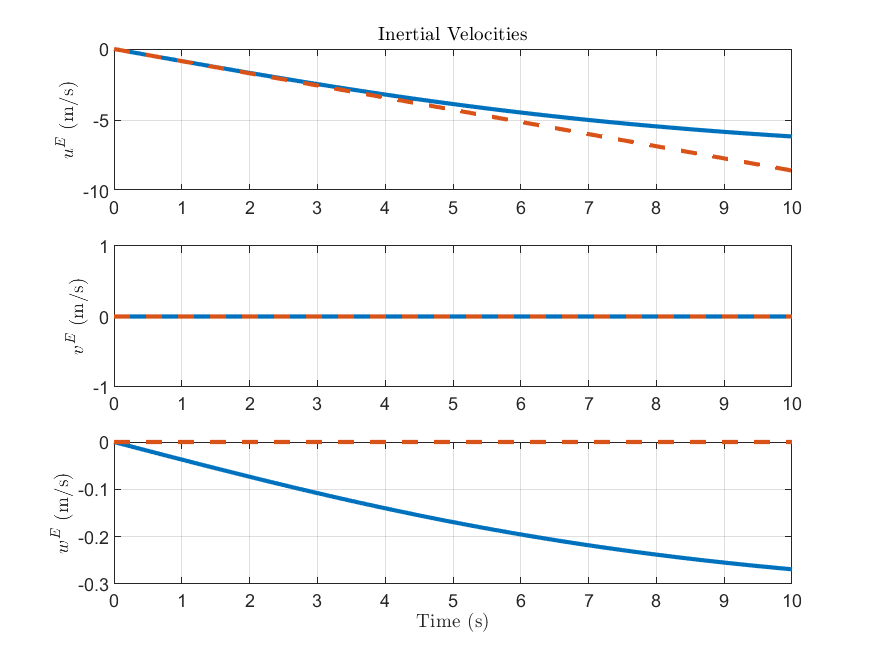 Inertial Velocities
0
-5
-10
u^E (m/s)
0 1 2 3 4 5 6 7 8 9 10
1
0
-1
v^E (m/s)
0 1 2 3 4 5 6 7 8 9 10
0
-0.1
-0.2
-0.3
w^E (m/s)
0 1 2 3 4 5 6 7 8 9 10
Time (s)